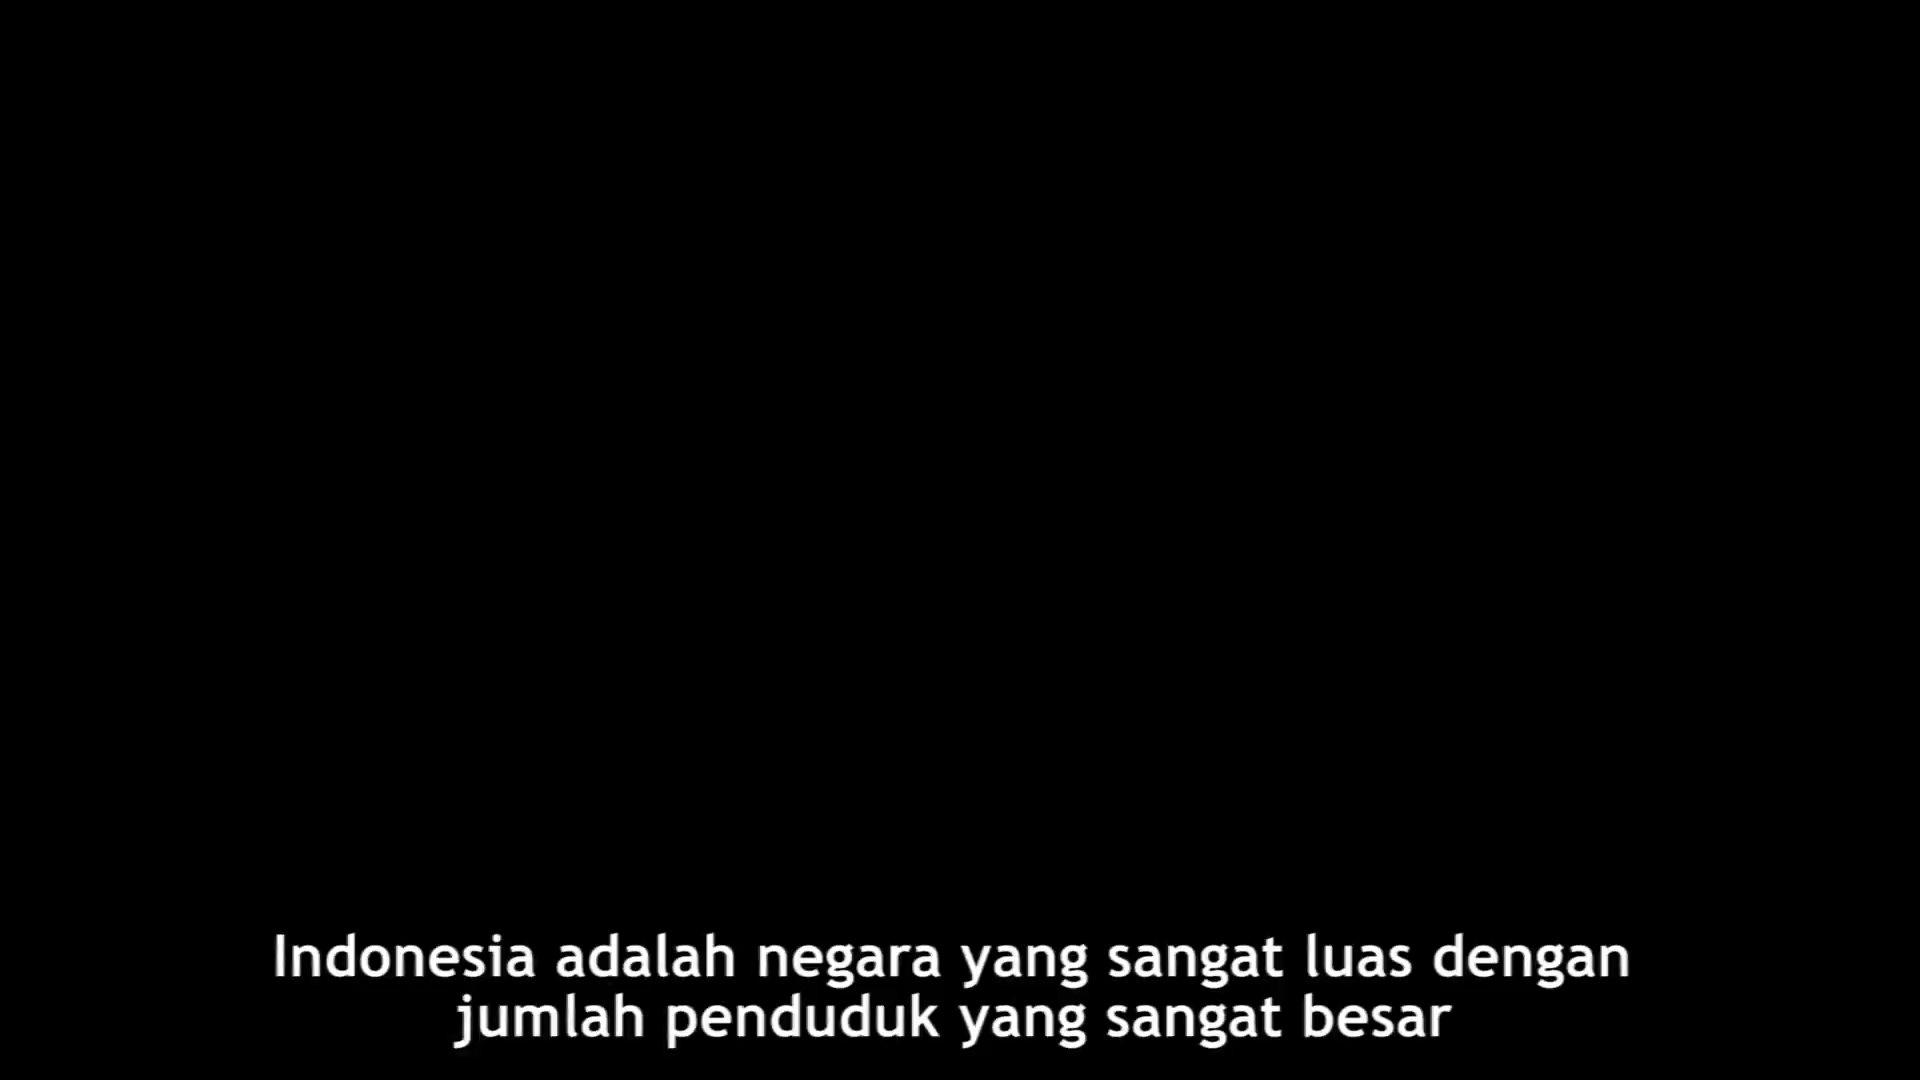 Indonesia adalah negara yang sangat luas dengan
jumlah penduduk yang sangat besar